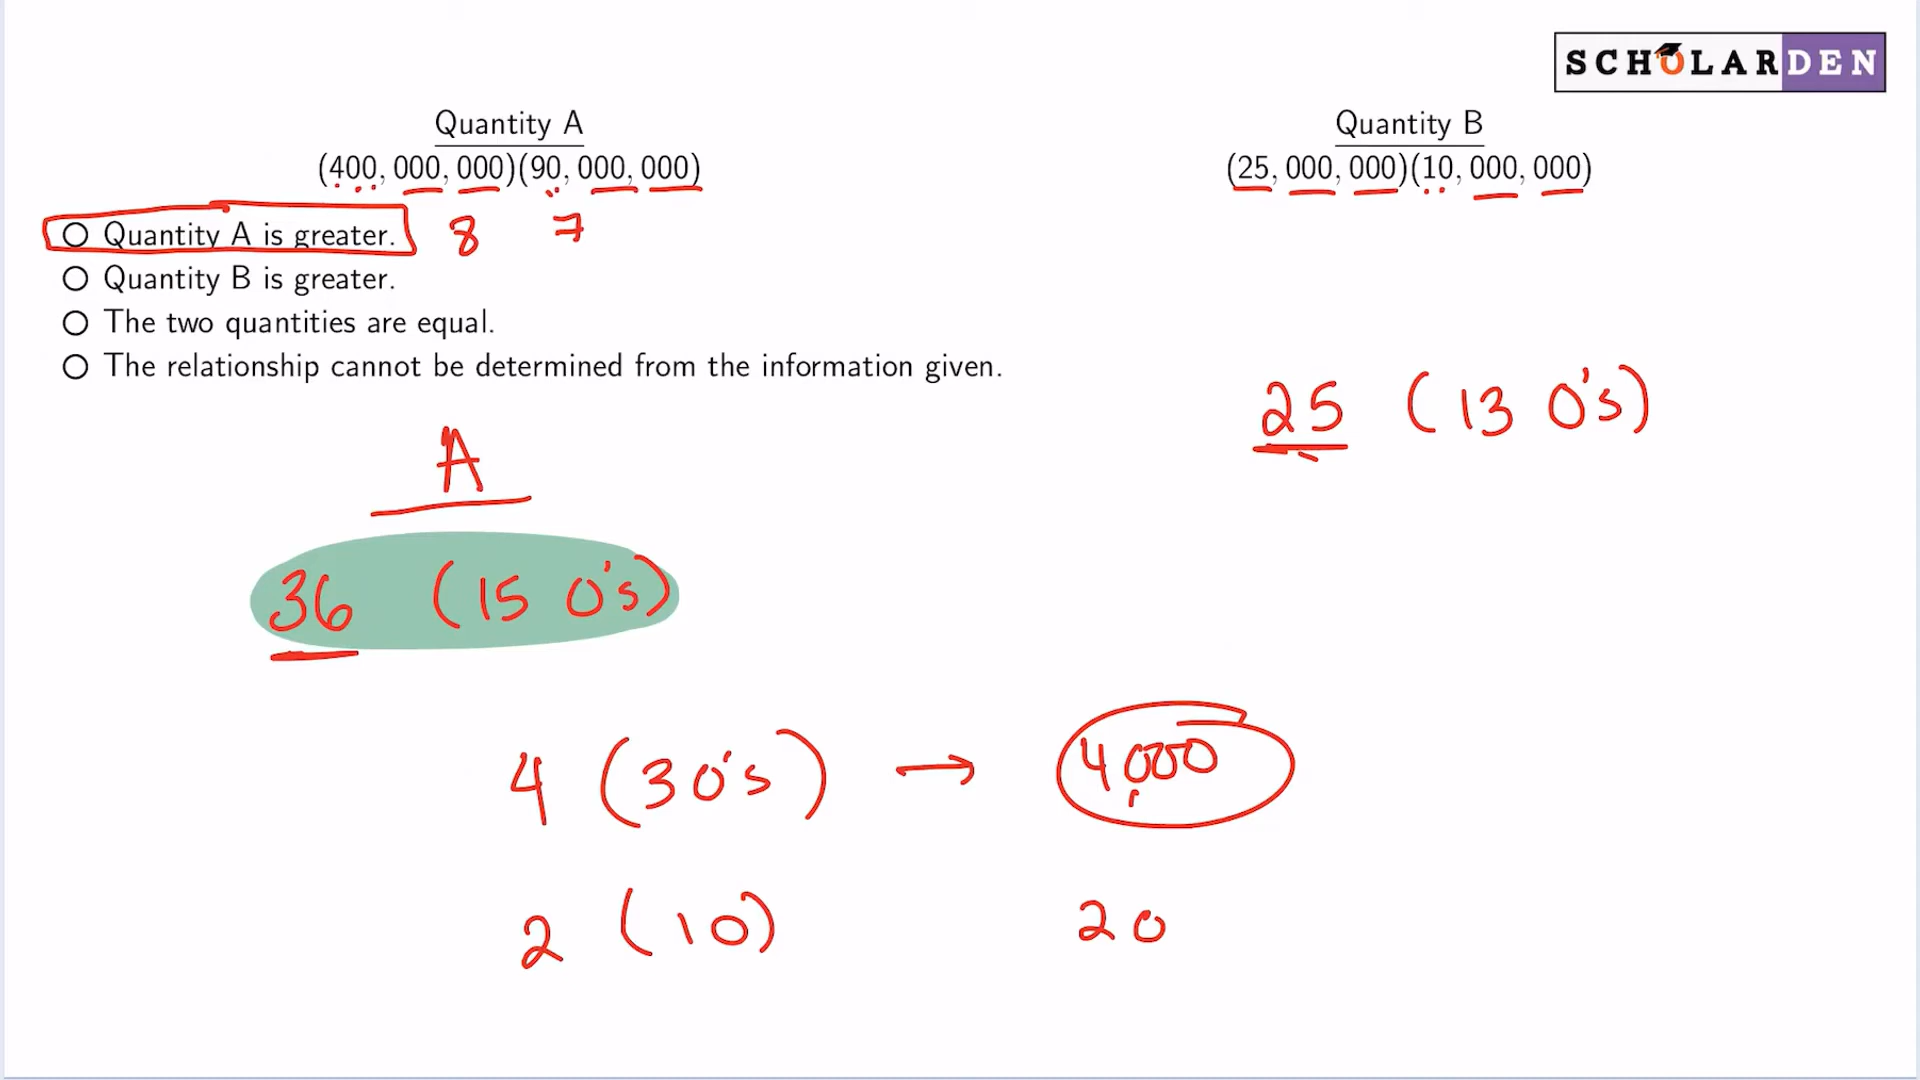 SCHOLARDEN
Quantity A
(400, 000, 000)(90, 000, 000)
Quantity B
(25, 000, 000)(10, 000, 000)
8 7
Quantity A is greater.
Quantity B is greater.
The two quantities are equal.
The relationship cannot be determined from the information given.
25 (13 0's)
A
36 (15 0's)
4 (30's) → 4,000
2 (10) 20